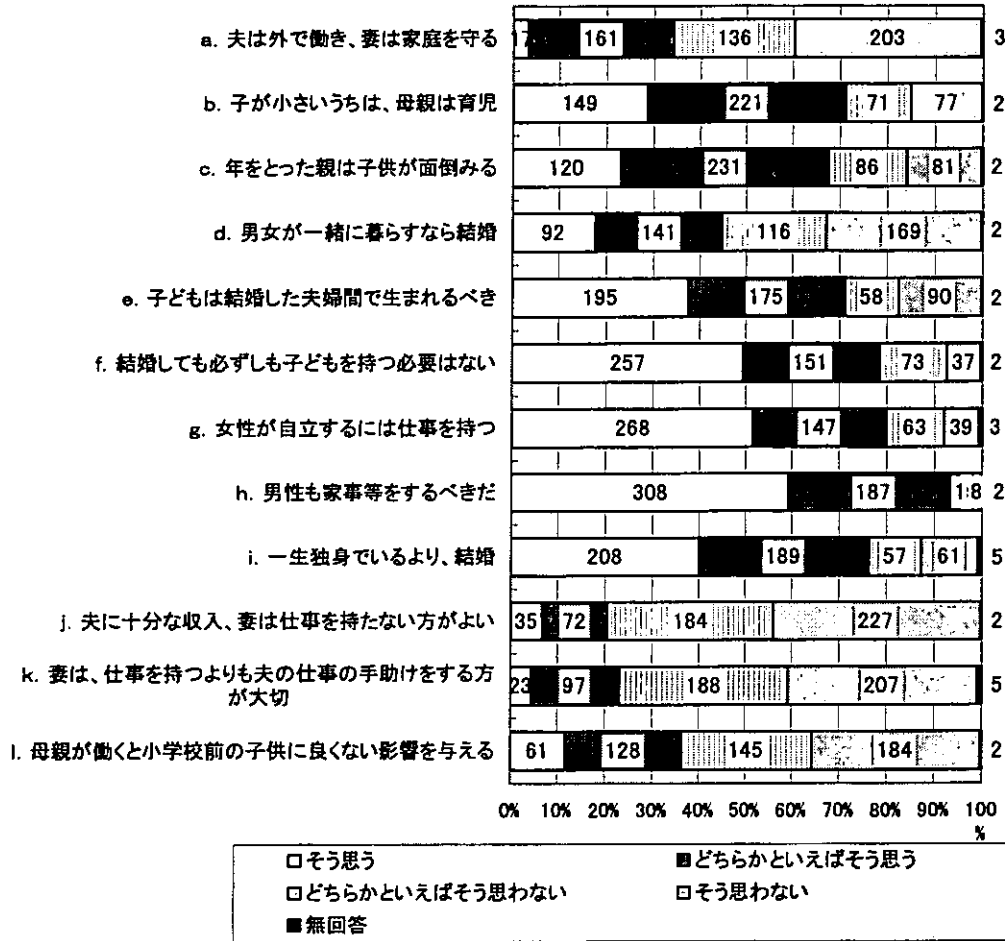 a. 夫は外で働き、妻は家庭を守る 17 161 136 203 3
b. 子が小さいうちは、母親は育児 149 221 71 77 2
c. 年をとった親は子供が面倒みる 120 231 86 81 2
d. 男女が一緒に暮らすなら結婚 92 141 116 169 2
e. 子どもは結婚した夫婦間で生まれるべき 195 175 58 90 2
f. 結婚しても必ずしも子どもを持つ必要はない 257 151 73 37 2
g. 女性が自立するには仕事を持つ 268 147 63 39 3
h. 男性も家事等をするべきだ 308 187 2
i. 一生独身でいるより、結婚 208 189 57 61 5
j. 夫に十分な収入、妻は仕事を持たない方がよい 35 72 184 227 2
k. 妻は、仕事を持つよりも夫の仕事の手助けをする方
が大切 23 97 188 207 5
l. 母親が働くと小学校前の子供に良くない影響を与える 61 128 145 184 2
0% 10% 20% 30% 40% 50% 60% 70% 80% 90% 100
%
そう思う どちらかといえばそう思う
どちらかといえばそう思わない そう思わない
無回答